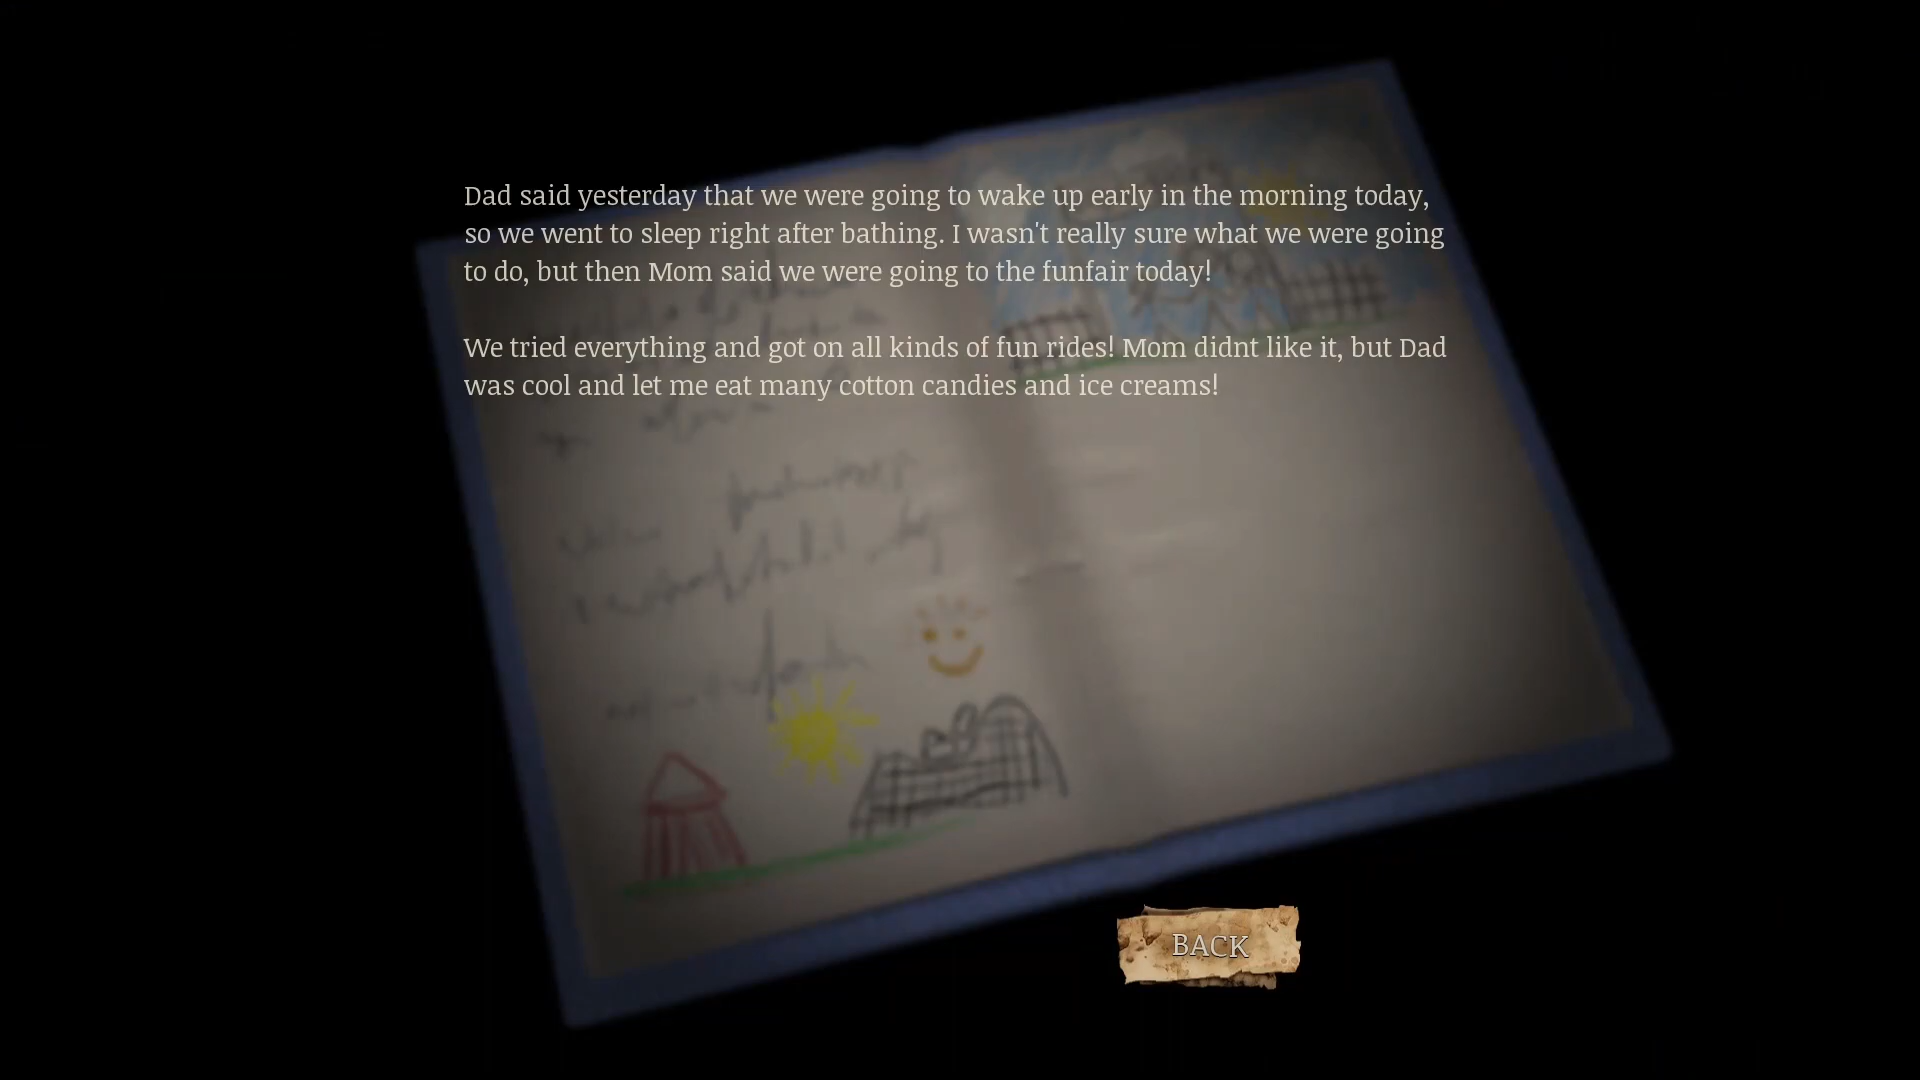 Dad said yesterday that we were going to wake up early in the morning today,
so we went to sleep right after bathing. I wasn't really sure what we were going
to do, but then Mom said we were going to the funfair today!
We tried everything and got on all kinds of fun rides! Mom didnt like it, but Dad
was cool and let me eat many cotton candies and ice creams!
BACK